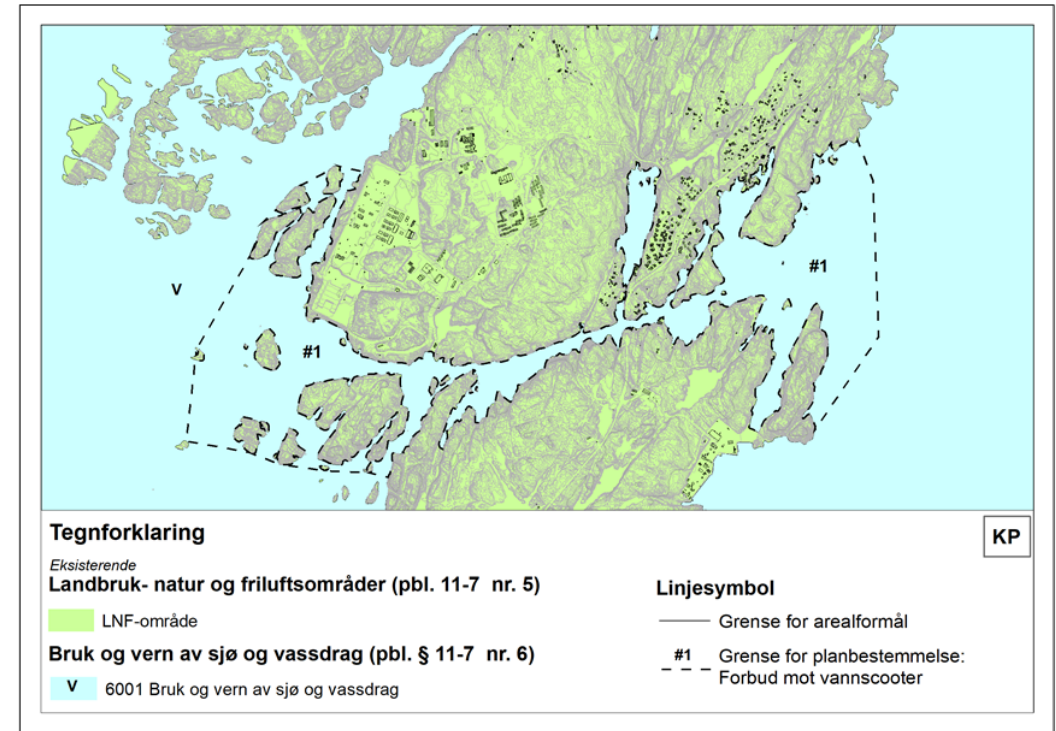 #1
V
#1
Tegnforklaring
KP
Eksisterende
Landbruk- natur og friluftsområder (pbl. 11-7 nr. 5)
LNF-område
Bruk og vern av sjø og vassdrag (pbl. § 11-7 nr. 6)
V 6001 Bruk og vern av sjø og vassdrag
Linjesymbol
Grense for arealformål
#1 Grense for planbestemmelse:
Forbud mot vannscooter